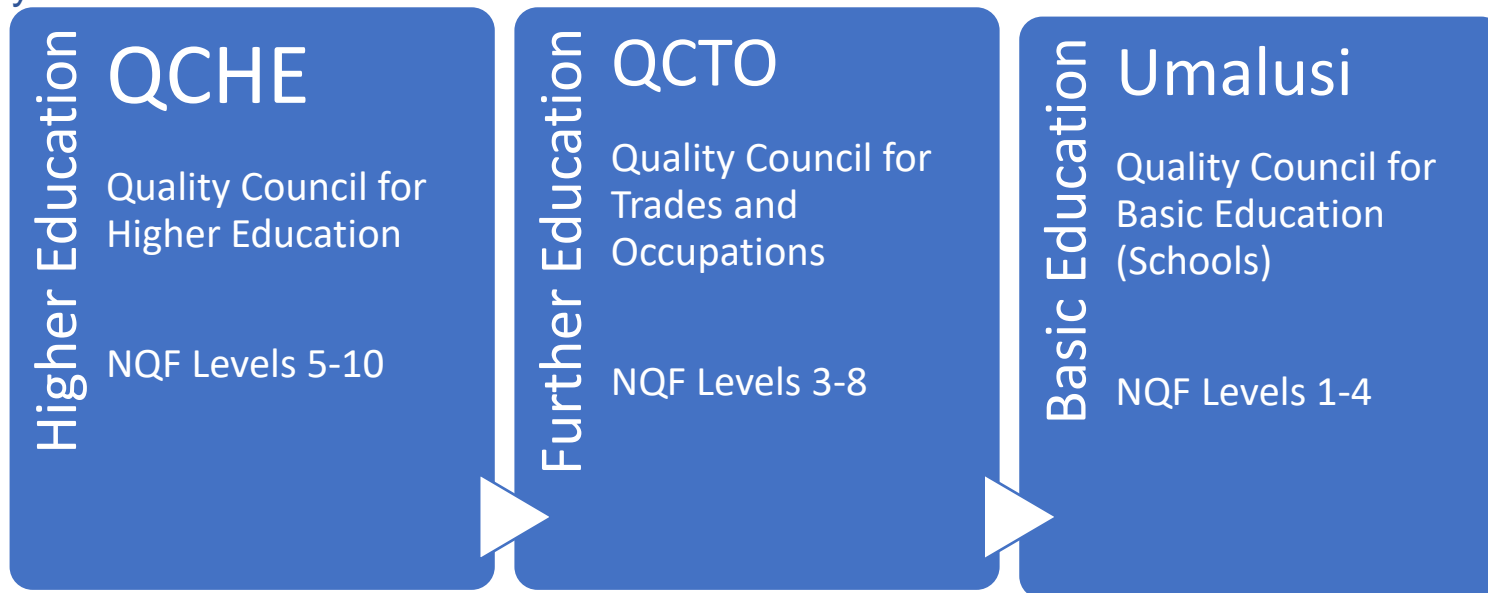 Higher Education
QCHE
Quality Council for
Higher Education
NQF Levels 5-10
Further Education
QCTO
Quality Council for
Trades and
Occupations
NQF Levels 3-8
Basic Education
Umalusi
Quality Council for
Basic Education
(Schools)
NQF Levels 1-4